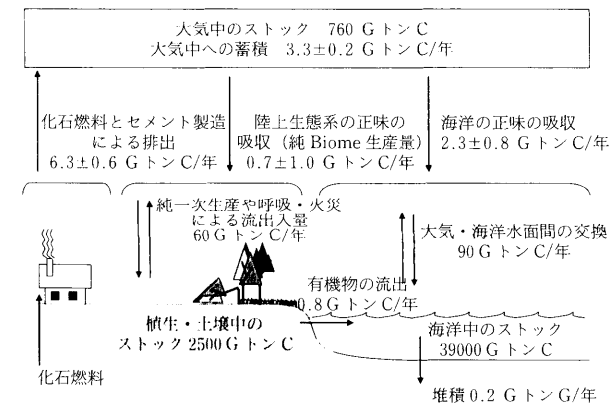 大気中のストック 760 G トン C
大気中への蓄積 3.3±0.2 G トン C/年
化石燃料とセメント製造
による排出
6.3±0.6 G トン C/年
陸上生態系の正味の
吸収（純 Biome 生産量）
0.7±1.0 G トン C/年
海洋の正味の吸収
2.3±0.8 G トン C/年
純一次生産や呼吸・火災
による流出入量
60 G トン C/年
大気・海洋水面間の交換
90 G トン C/年
有機物の流出
0.8 G トン C/年
植生・土壌中の
ストック 2500 G トン C
海洋中のストック
39000 G トン C
化石燃料
堆積 0.2 G トン G/年